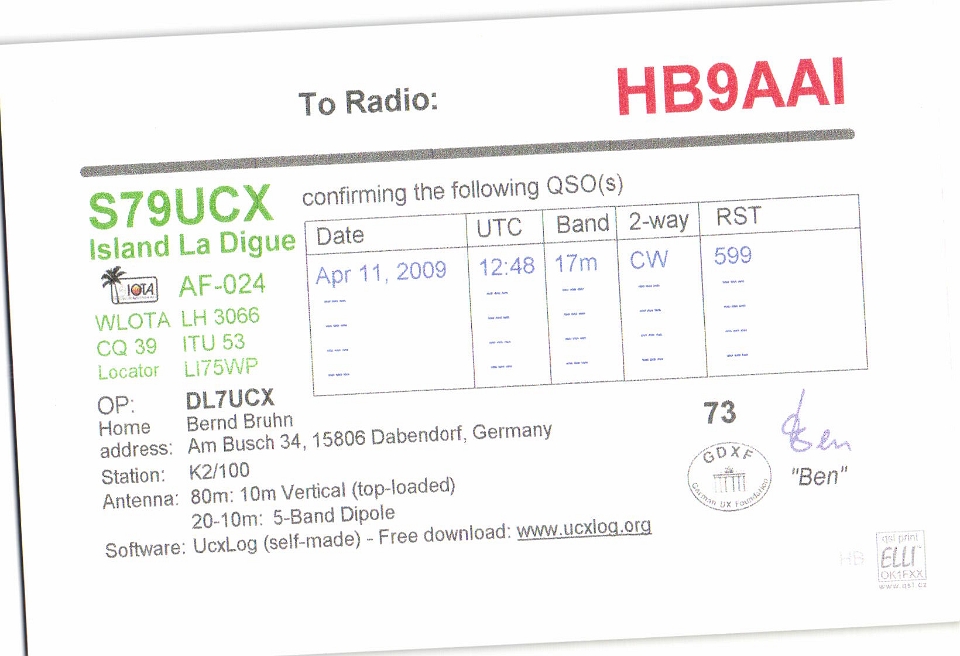 To Radio: HB9AAI
S79UCX confirming the following QSO(s)
Island La Digue
Date UTC Band 2-way RST
Apr 11, 2009 12:48 17m CW 599
--- --- --- --- ---
--- --- --- --- ---
--- --- --- --- ---
--- --- --- --- ---
IOTA AF-024
WLOTA LH 3066
CQ 39 ITU 53
Locator LI75WP
OP: DL7UCX
Home Bernd Bruhn
address: Am Busch 34, 15806 Dabendorf, Germany
Station: K2/100
Antenna: 80m: 10m Vertical (top-loaded)
20-10m: 5-Band Dipole
Software: UcxLog (self-made) - Free download: www.ucxlog.org
73
Ben
"Ben"
GDXF
German DX Foundation
HB
qsl print
ELLI
OK1FXX
www.qsl.cz